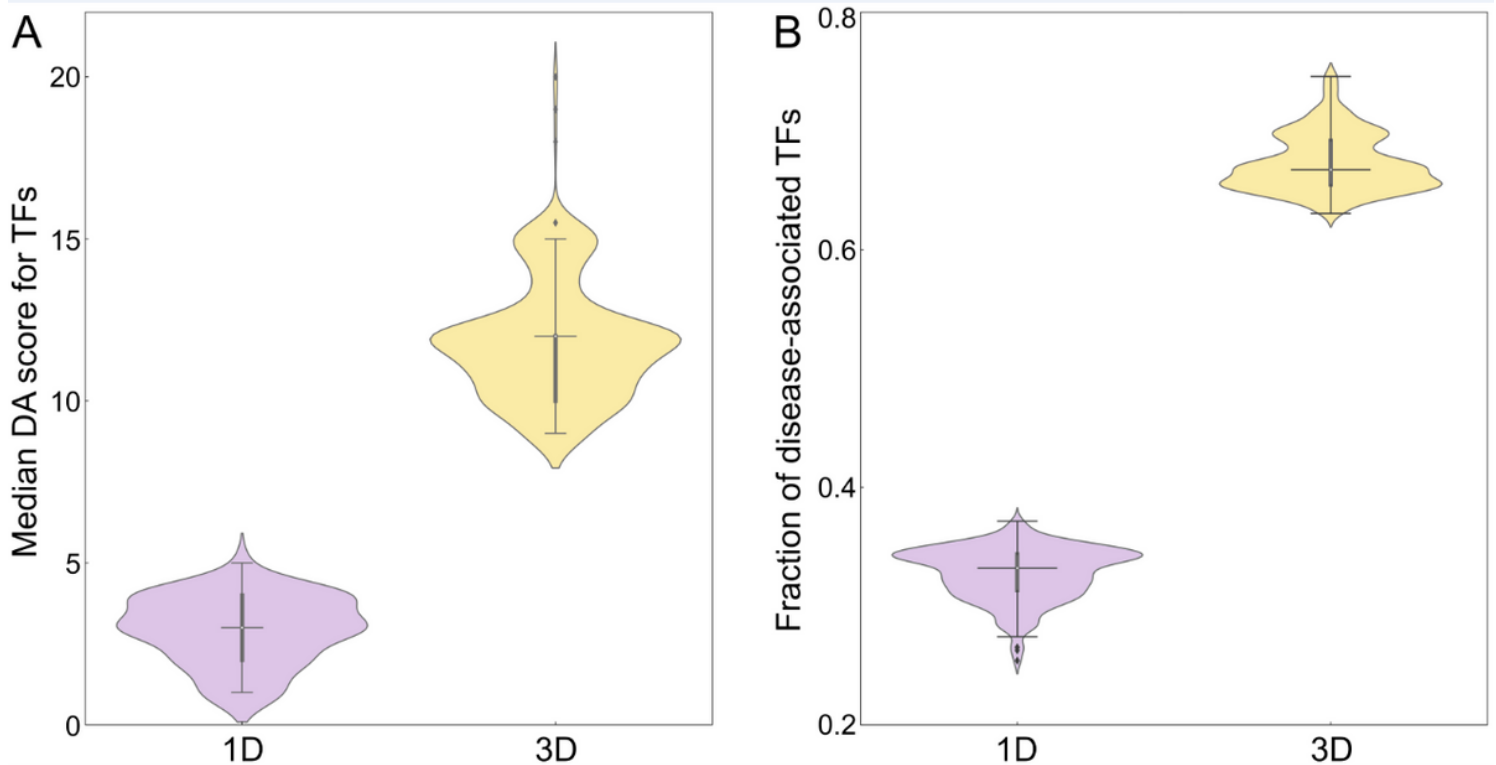 A
Median DA score for TFs
20
15
10
5
0
1D
3D
B
Fraction of disease-associated TFs
0.8
0.6
0.4
0.2
1D
3D